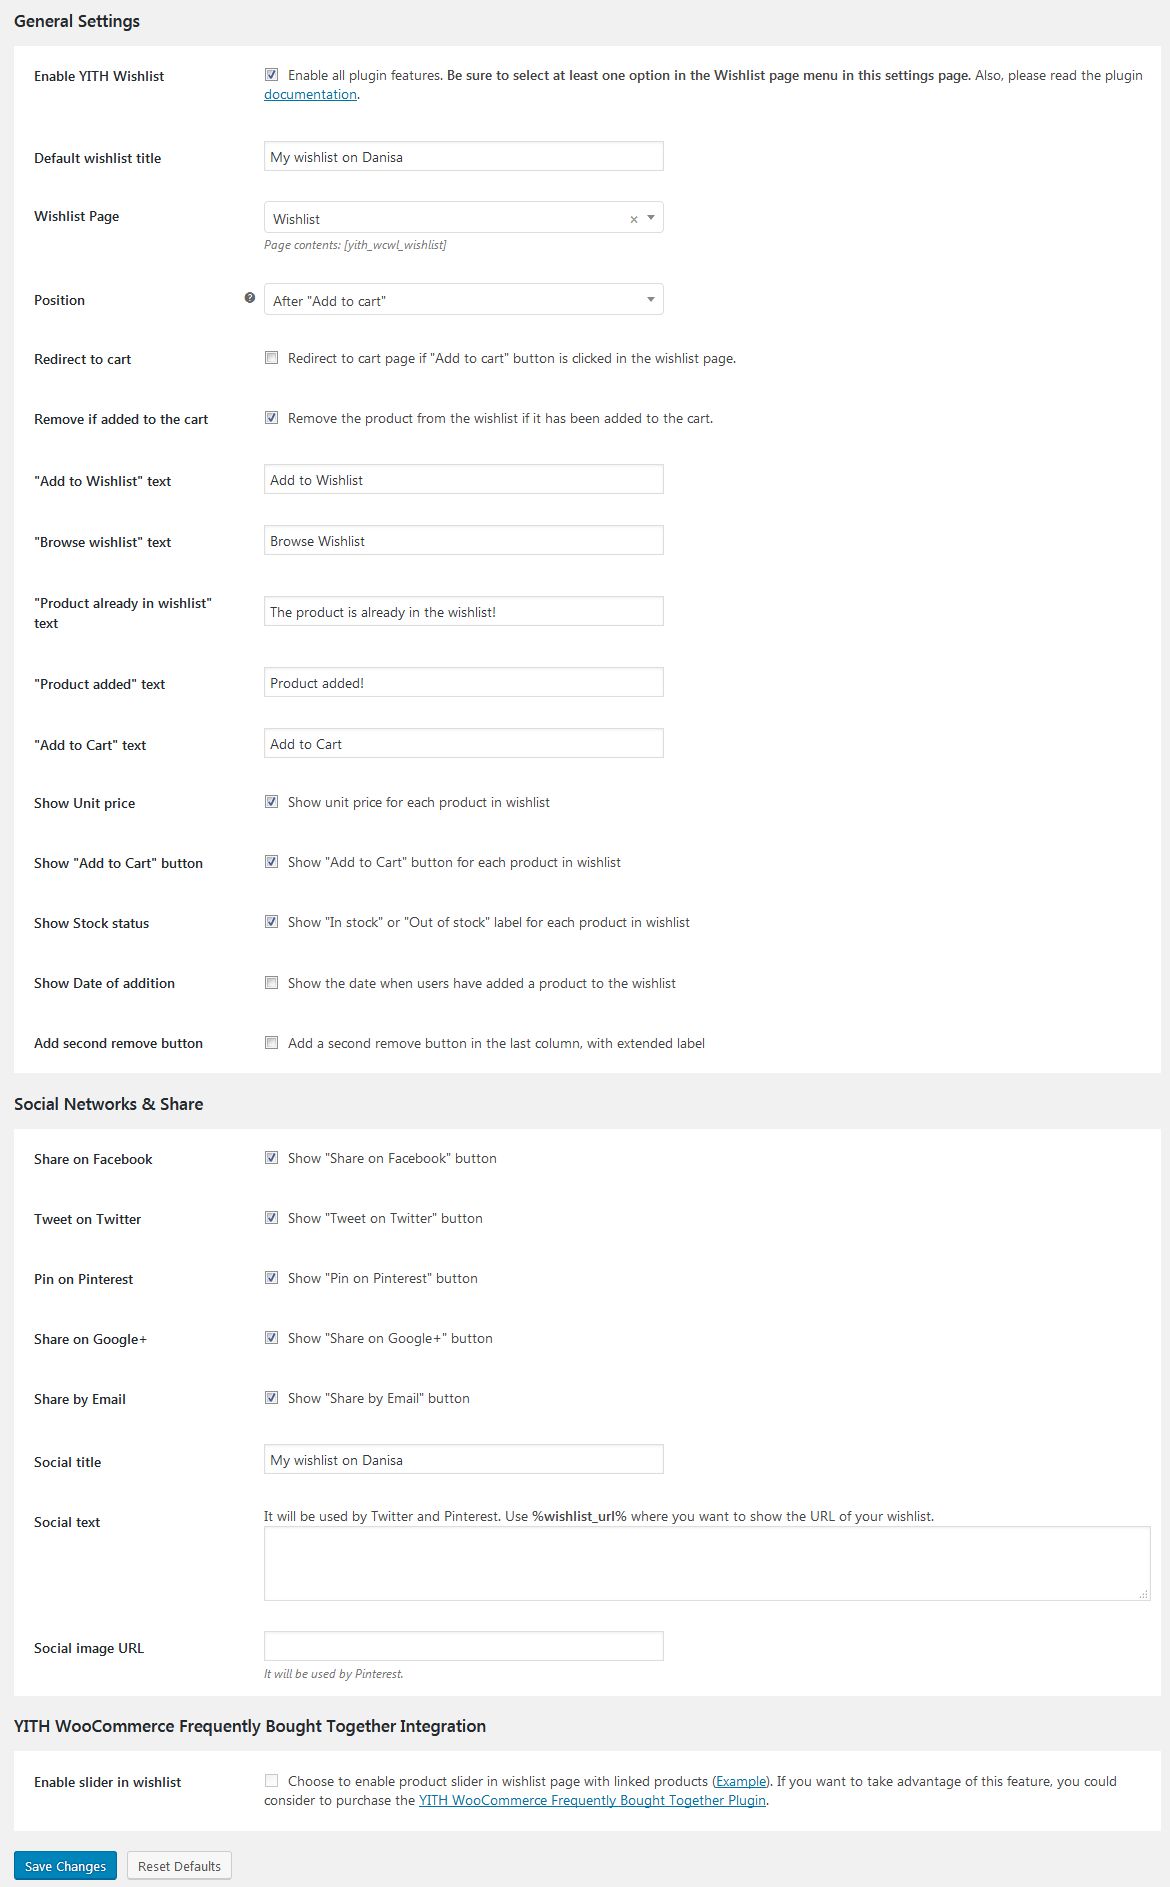 General Settings
Enable YITH Wishlist
Enable all plugin features. Be sure to select at least one option in the Wishlist page menu in this settings page. Also, please read the plugin
documentation.
Default wishlist title
My wishlist on Danisa
Wishlist Page
Wishlist × 
Page contents: [yith_wcwl_wishlist]
Position
?
After "Add to cart"
Redirect to cart
Redirect to cart page if "Add to cart" button is clicked in the wishlist page.
Remove if added to the cart
Remove the product from the wishlist if it has been added to the cart.
"Add to Wishlist" text
Add to Wishlist
"Browse wishlist" text
Browse Wishlist
"Product already in wishlist"
text
The product is already in the wishlist!
"Product added" text
Product added!
"Add to Cart" text
Add to Cart
Show Unit price
Show unit price for each product in wishlist
Show "Add to Cart" button
Show "Add to Cart" button for each product in wishlist
Show Stock status
Show "In stock" or "Out of stock" label for each product in wishlist
Show Date of addition
Show the date when users have added a product to the wishlist
Add second remove button
Add a second remove button in the last column, with extended label
Social Networks & Share
Share on Facebook
Show "Share on Facebook" button
Tweet on Twitter
Show "Tweet on Twitter" button
Pin on Pinterest
Show "Pin on Pinterest" button
Share on Google+
Show "Share on Google+" button
Share by Email
Show "Share by Email" button
Social title
My wishlist on Danisa
Social text
It will be used by Twitter and Pinterest. Use %wishlist_url% where you want to show the URL of your wishlist.
Social image URL
It will be used by Pinterest.
YITH WooCommerce Frequently Bought Together Integration
Enable slider in wishlist
Choose to enable product slider in wishlist page with linked products (Example). If you want to take advantage of this feature, you could
consider to purchase the YITH WooCommerce Frequently Bought Together Plugin.
Save Changes
Reset Defaults